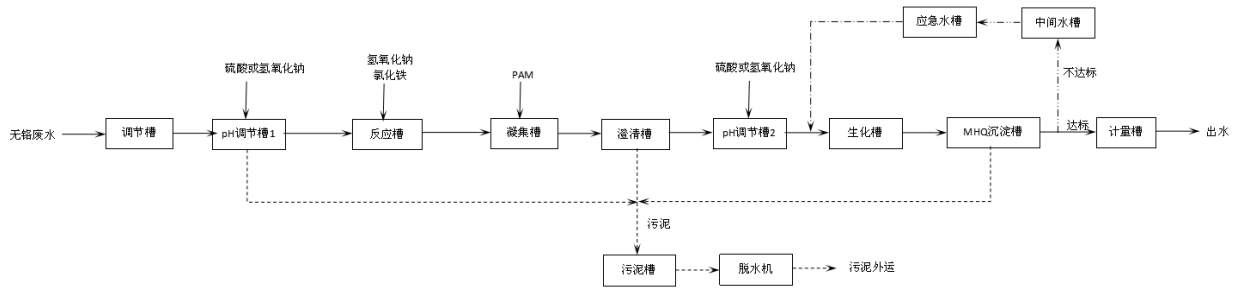 应急水槽
中间水槽
硫酸或氢氧化钠
氢氧化钠
氯化铁
PAM
硫酸或氢氧化钠
不达标
无铬废水
调节槽
pH调节槽1
反应槽
凝集槽
澄清槽
pH调节槽2
生化槽
MHQ沉淀槽
达标
计量槽
出水
污泥
污泥槽
脱水机
污泥外运